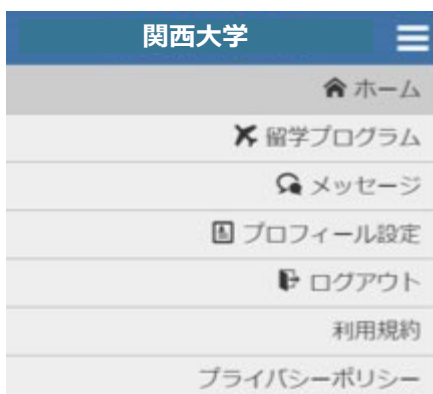 関西大学
ホーム
留学プログラム
メッセージ
プロフィール設定
ログアウト
利用規約
プライバシーポリシー